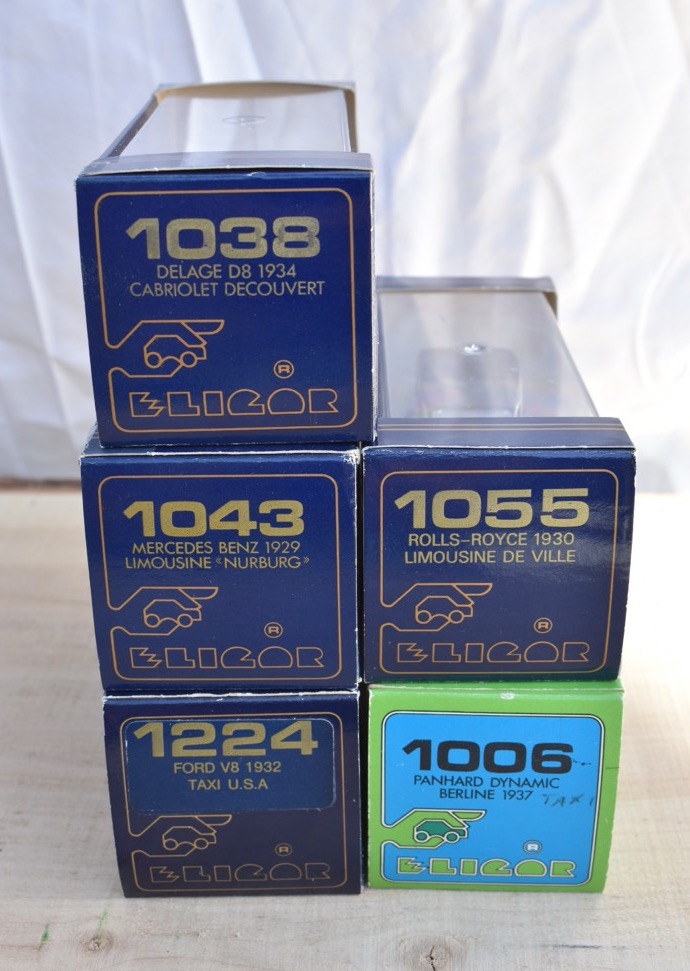 1038
DELAGE D8 1934
CABRIOLET DECOUVERT
®
ELIGOR
1043
MERCEDES BENZ 1929
LIMOUSINE «NURBURG»
®
ELIGOR
1055
ROLLS-ROYCE 1930
LIMOUSINE DE VILLE
®
ELIGOR
1224
FORD V8 1932
TAXI U.S.A
®
ELIGOR
1006
PANHARD DYNAMIC
BERLINE 1937 TAXI
®
ELIGOR